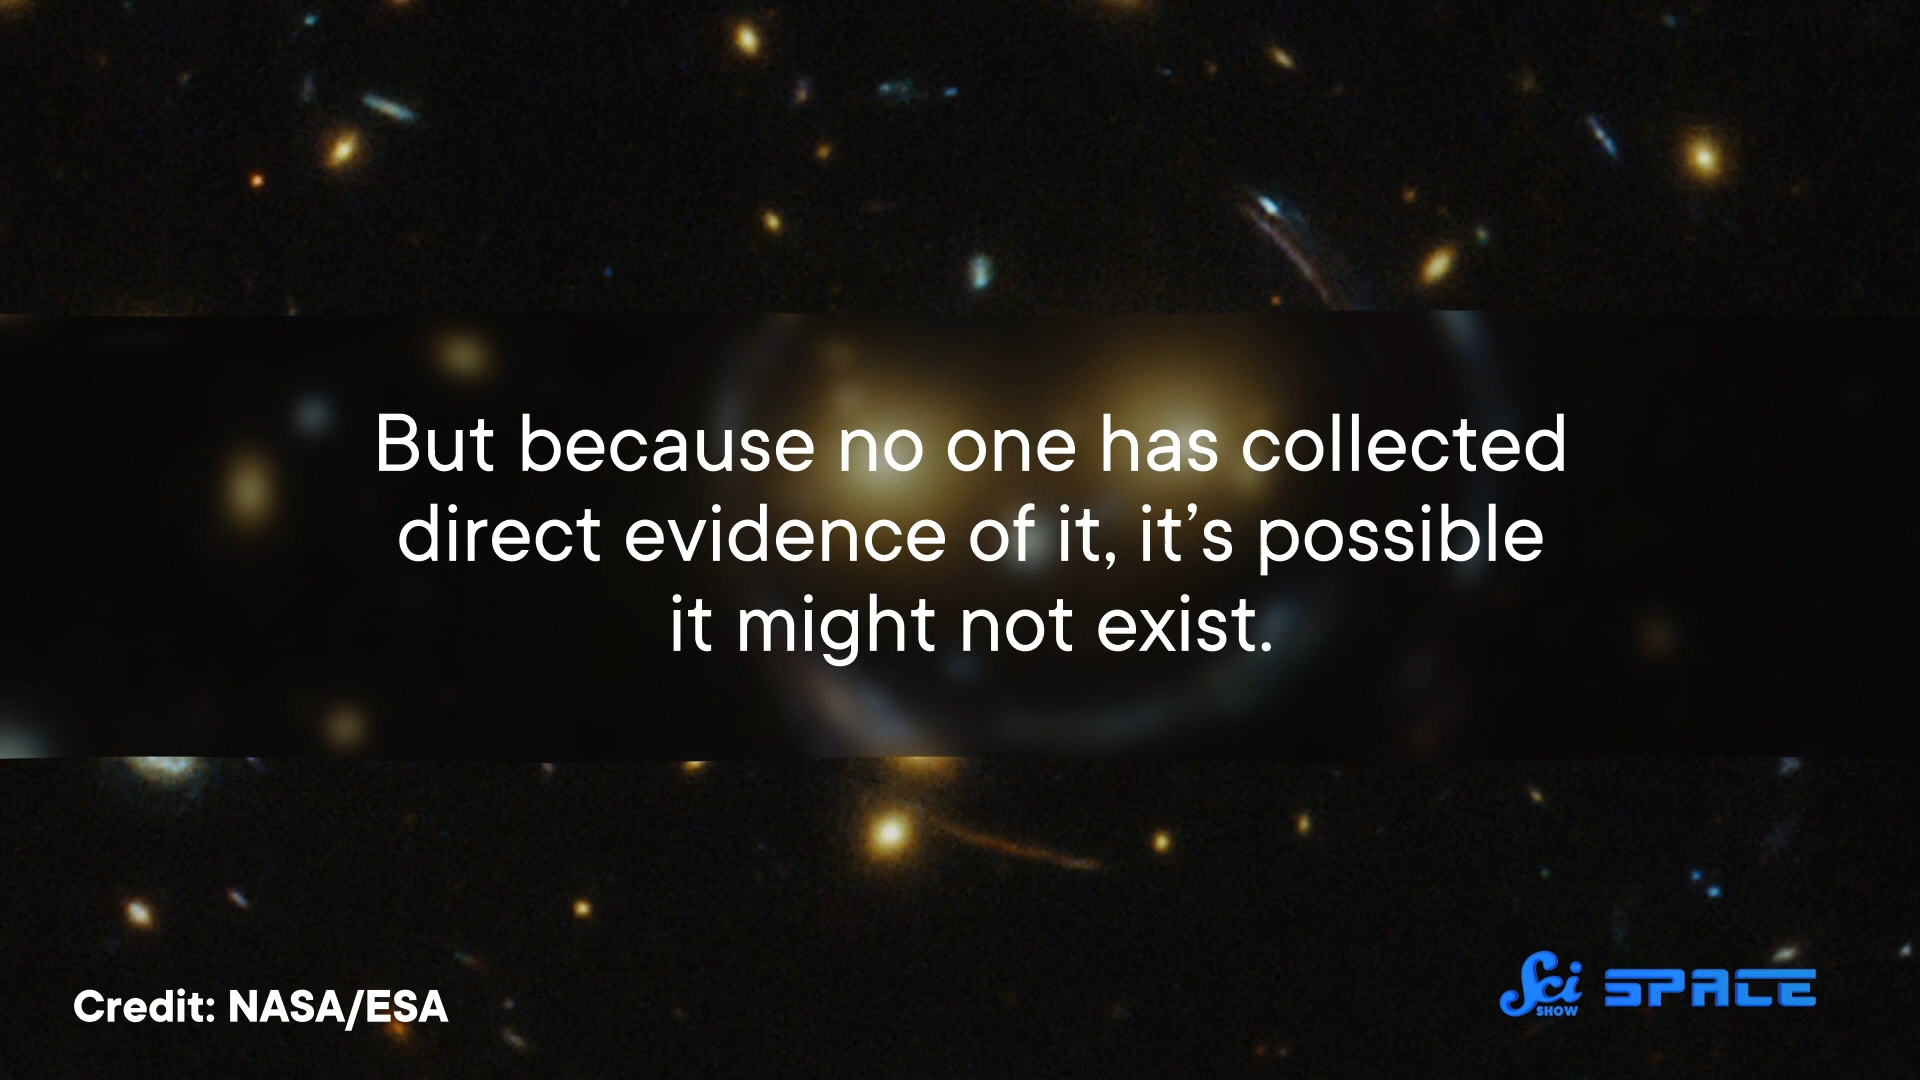 But because no one has collected
direct evidence of it, it's possible
it might not exist.
Credit: NASA/ESA
Sci SHOW SPACE